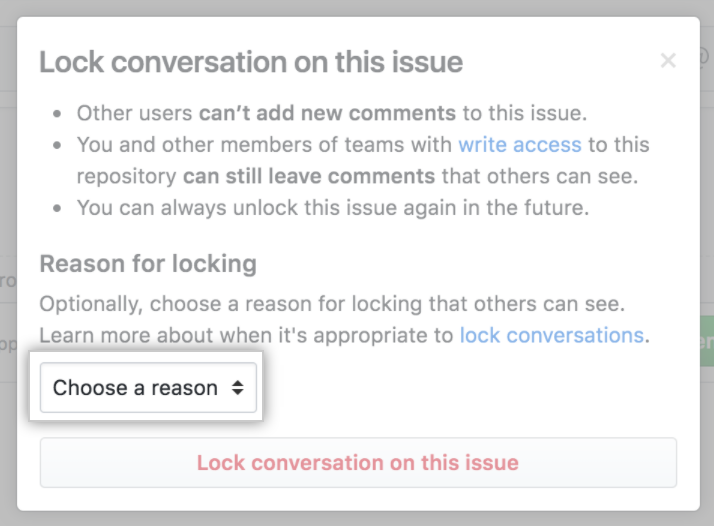 Lock conversation on this issue
×
• Other users can’t add new comments to this issue.
• You and other members of teams with write access to this
repository can still leave comments that others can see.
• You can always unlock this issue again in the future.
Reason for locking
Optionally, choose a reason for locking that others can see.
Learn more about when it's appropriate to lock conversations.
Choose a reason
Lock conversation on this issue